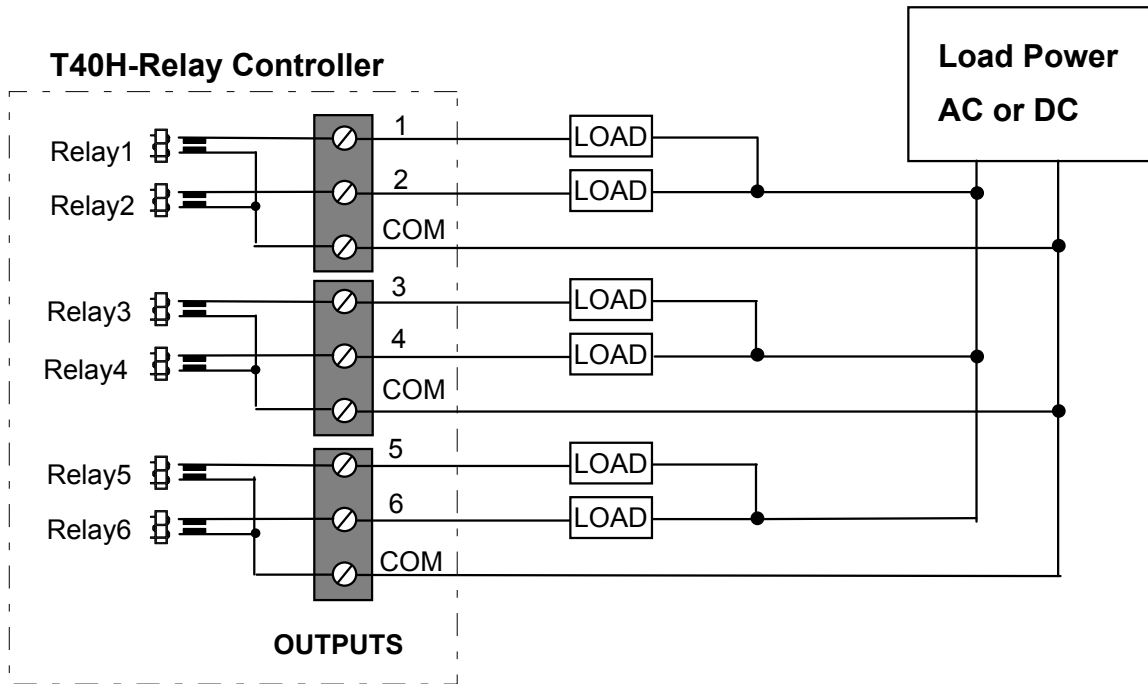 T40H-Relay Controller
Load Power
AC or DC
Relay1
1
LOAD
Relay2
2
LOAD
COM
Relay3
3
LOAD
Relay4
4
LOAD
COM
Relay5
5
LOAD
Relay6
6
LOAD
COM
OUTPUTS